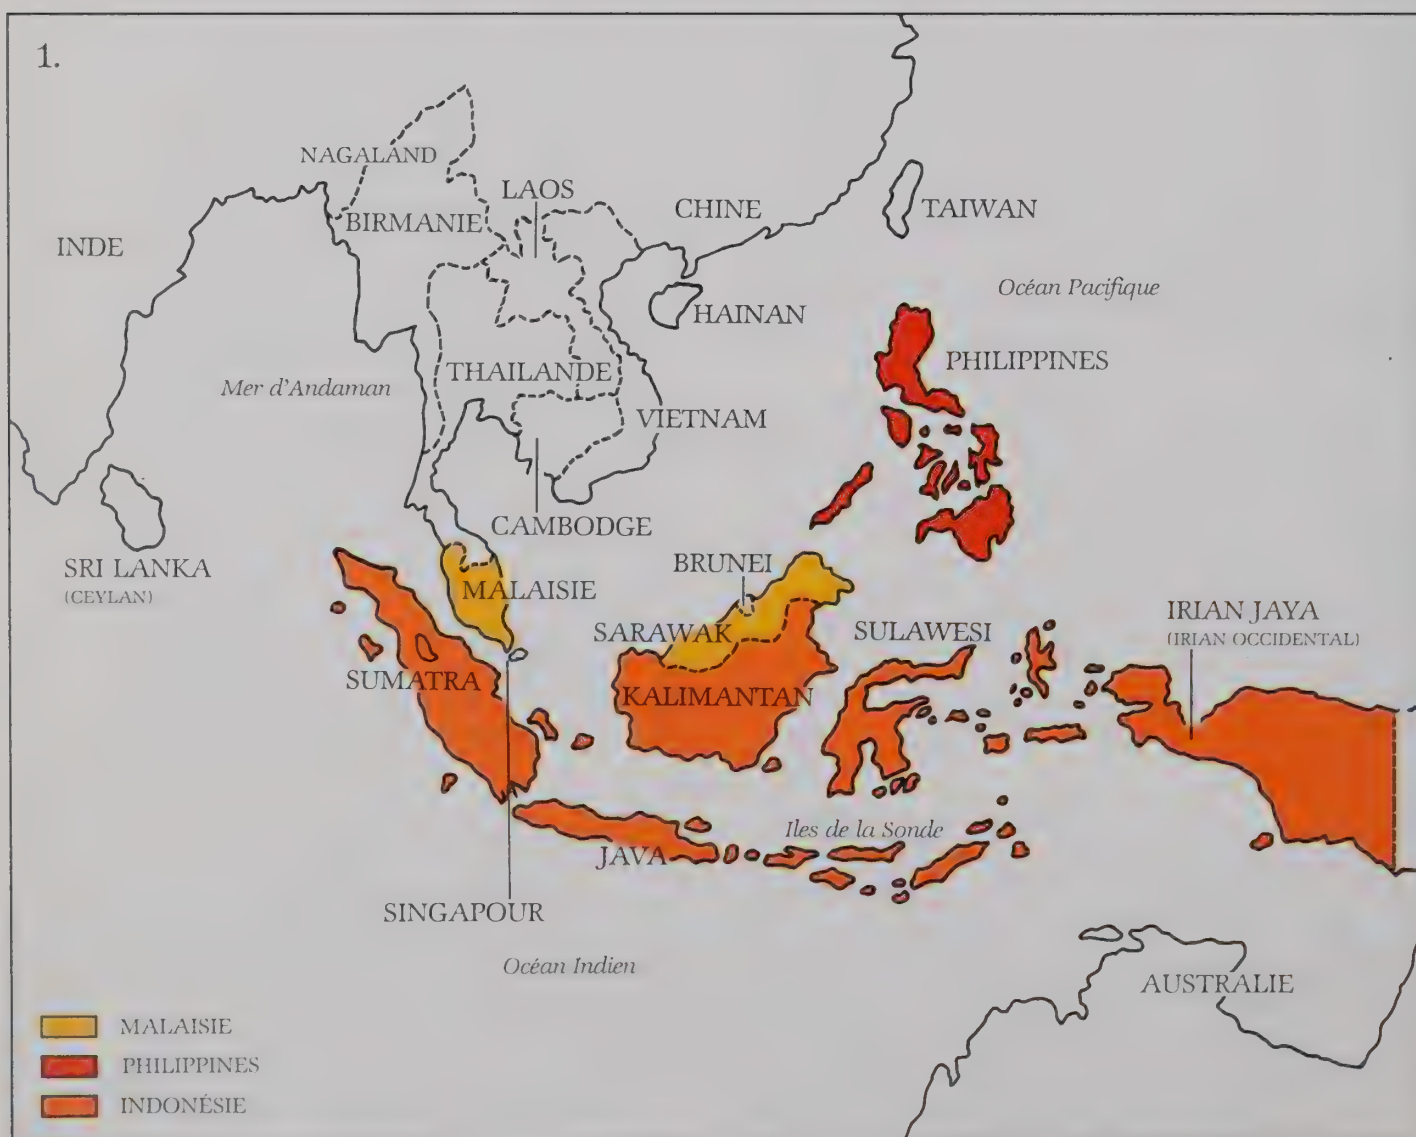 1.
NAGALAND
LAOS
CHINE
TAIWAN
BIRMANIE
INDE
Océan Pacifique
HAINAN
PHILIPPINES
THAILANDE
Mer d'Andaman
VIETNAM
CAMBODGE
SRI LANKA
(CEYLAN)
BRUNEI
MALAISIE
IRIAN JAYA
(IRIAN OCCIDENTAL)
SARAWAK
SULAWESI
SUMATRA
KALIMANTAN
Iles de la Sonde
JAVA
SINGAPOUR
Océan Indien
AUSTRALIE
MALAISIE
PHILIPPINES
INDONÉSIE